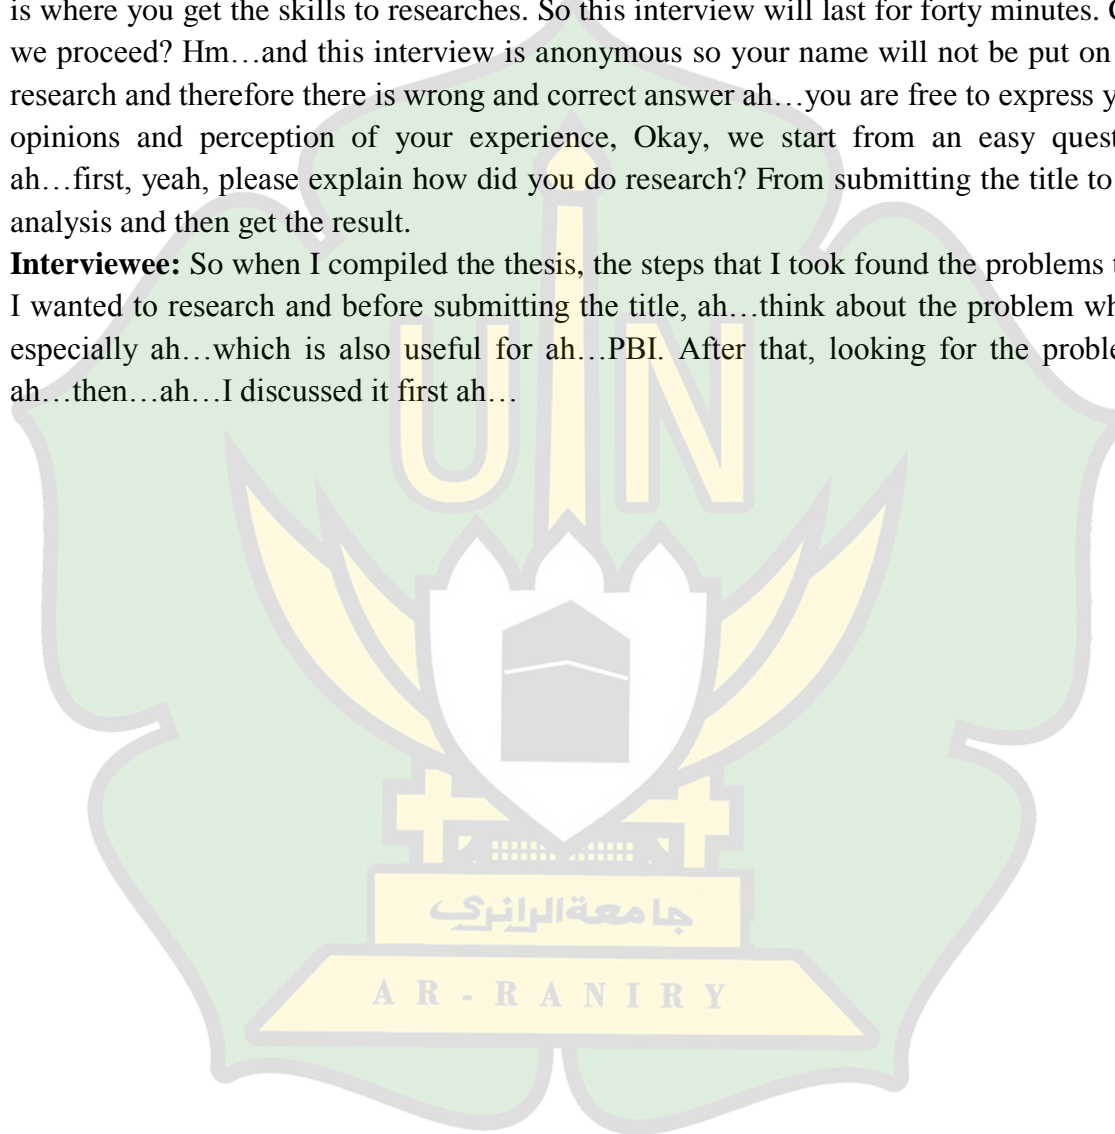 is where you get the skills to researches. So this interview will last for forty minutes.
we proceed? Hm…and this interview is anonymous so your name will not be put on
research and therefore there is wrong and correct answer ah…you are free to express
opinions and perception of your experience, Okay, we start from an easy
ah…first, yeah, please explain how did you do research? From submitting the title to
analysis and then get the result.
Interviewee: So when I compiled the thesis, the steps that I took found the problems
I wanted to research and before submitting the title, ah…think about the problem
especially ah…which is also useful for ah…PBI. After that, looking for the
ah…then…ah…I discussed it first ah…
UIN
جامعة الرانري
AR-RANIRY